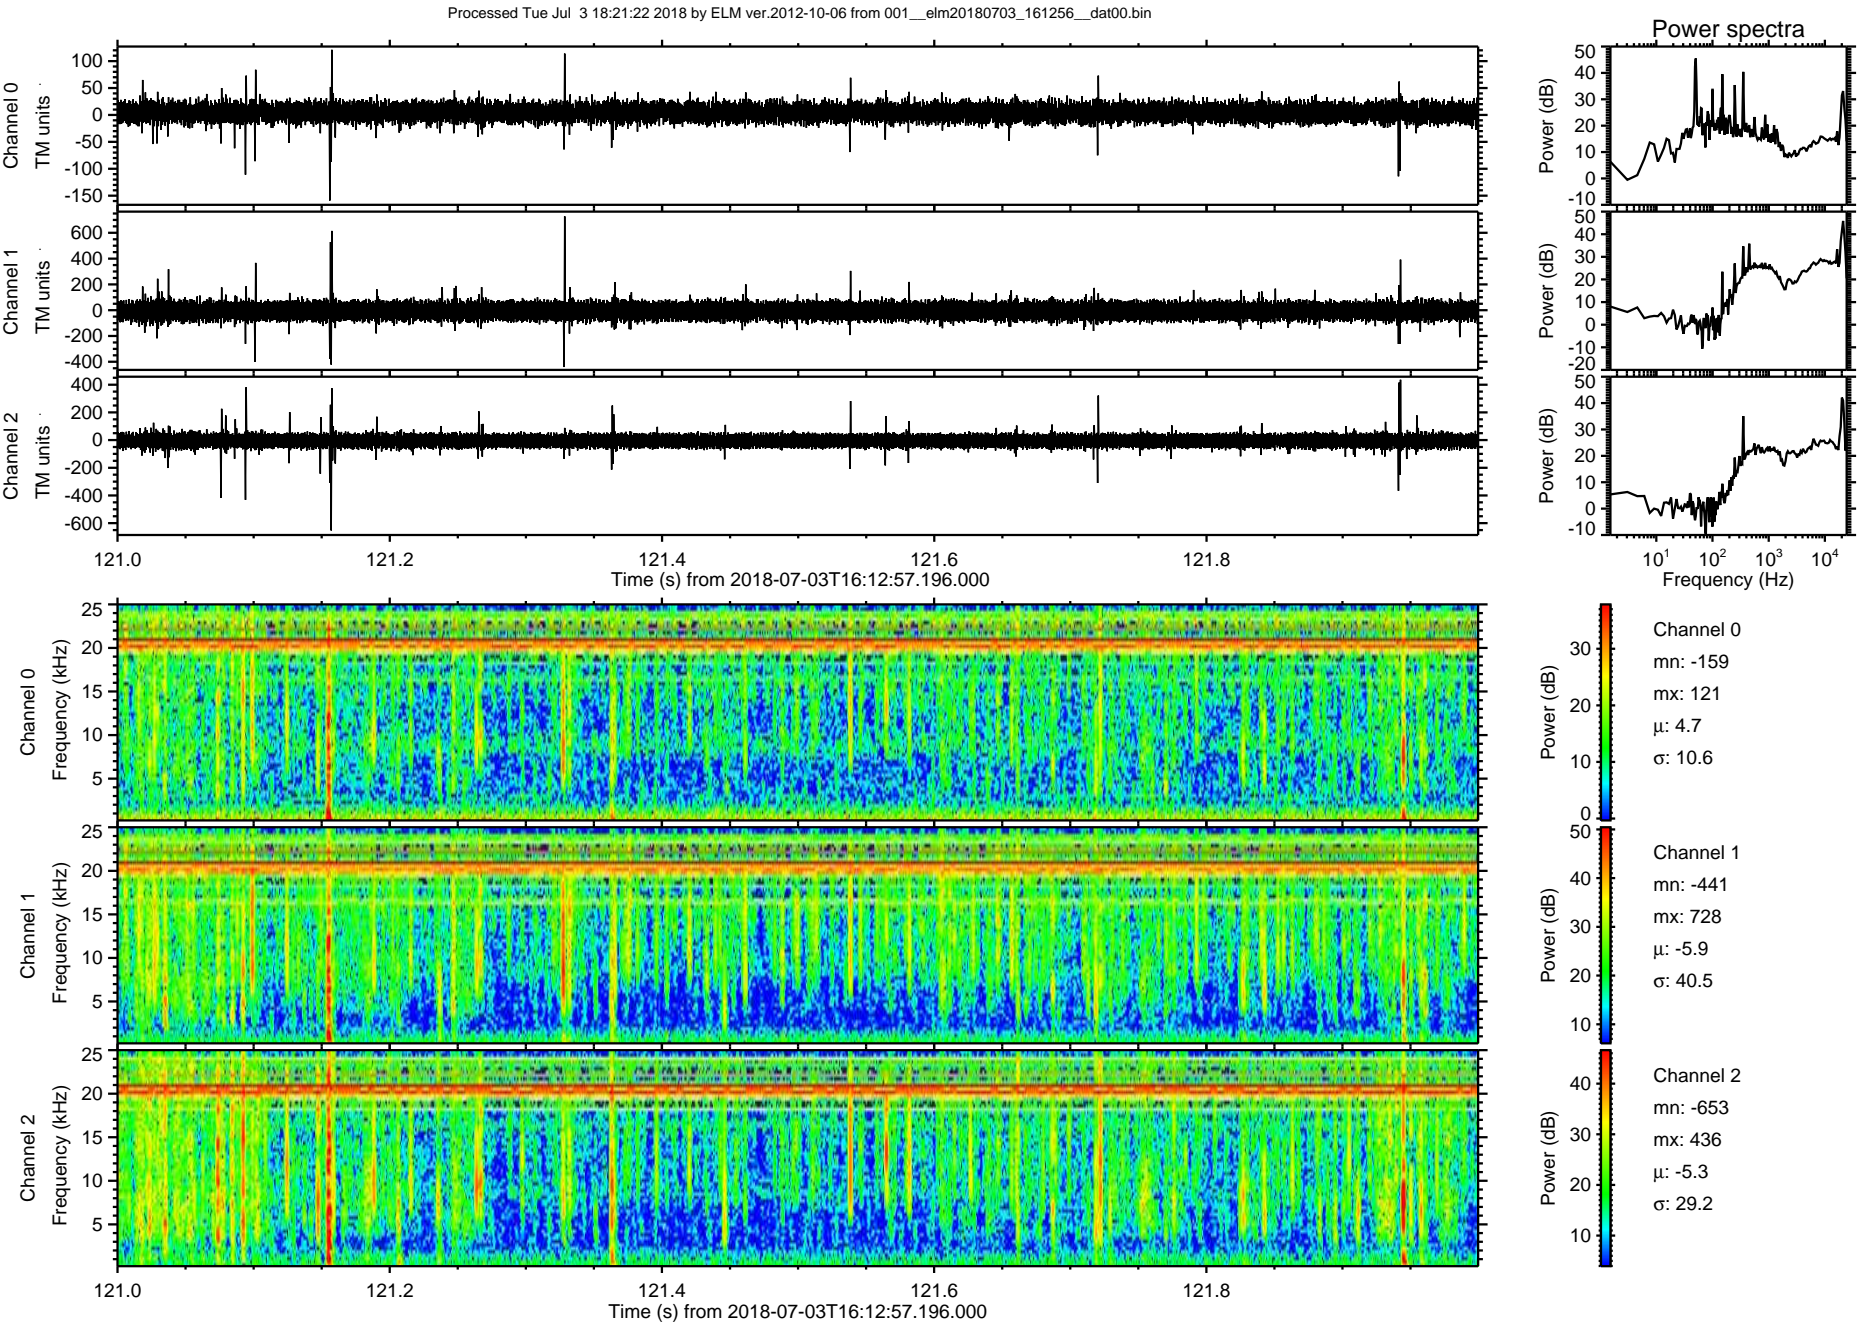 Processed Tue Jul  3 18:21:22 2018 by ELM ver.2012-10-06 from 001__elm20180703_161256__dat00.bin
Power spectra
Channel 0
TM units
100
50
0
-50
-100
-150
Power (dB)
50
40
30
20
10
0
-10
Channel 1
TM units
600
400
200
0
-200
-400
Power (dB)
50
40
30
20
10
0
-10
-20
Channel 2
TM units
400
200
0
-200
-400
-600
Power (dB)
50
40
30
20
10
0
-10
121.0 121.2 121.4 121.6 121.8
Time (s) from 2018-07-03T16:12:57.196.000
10¹ 10² 10³ 10⁴
Frequency (Hz)
Channel 0
Frequency (kHz)
25
20
15
10
5
Power (dB)
30
20
10
0
Channel 0
mn: -159
mx: 121
μ: 4.7
σ: 10.6
Channel 1
Frequency (kHz)
25
20
15
10
5
Power (dB)
50
40
30
20
10
Channel 1
mn: -441
mx: 728
μ: -5.9
σ: 40.5
Channel 2
Frequency (kHz)
25
20
15
10
5
Power (dB)
40
30
20
10
Channel 2
mn: -653
mx: 436
μ: -5.3
σ: 29.2
121.0 121.2 121.4 121.6 121.8
Time (s) from 2018-07-03T16:12:57.196.000